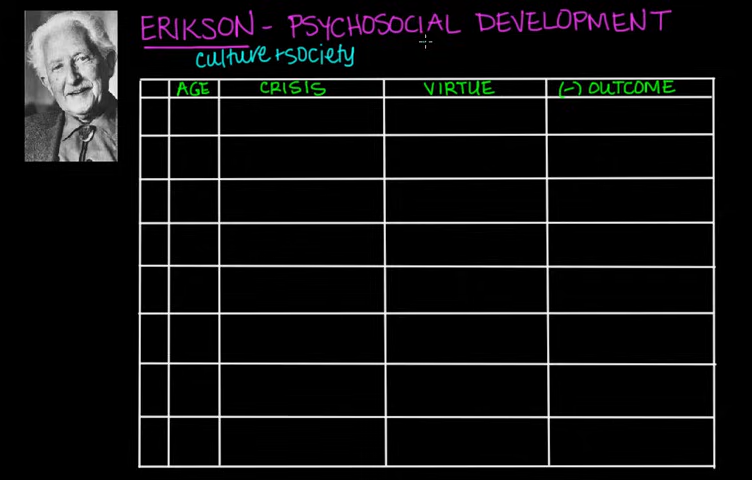 ERIKSON - PSYCHOSOCIAL DEVELOPMENT
culture + society
AGE CRISIS VIRTUE (-) OUTCOME